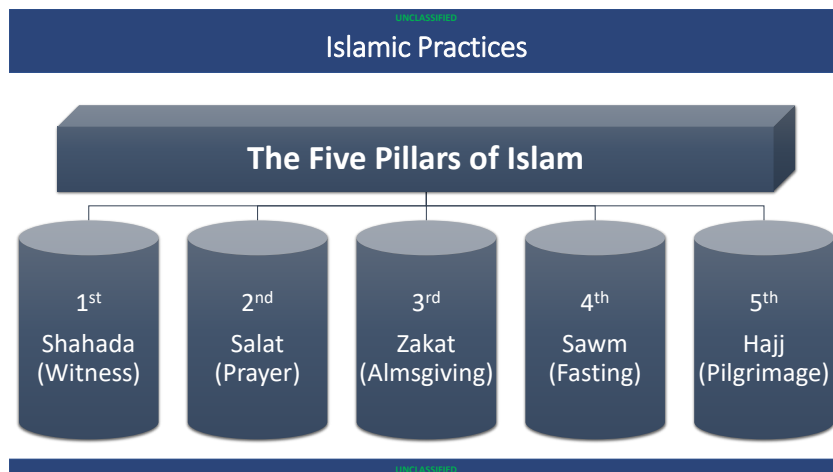 UNCLASSIFIED
Islamic Practices
The Five Pillars of Islam
1st
Shahada
(Witness)
2nd
Salat
(Prayer)
3rd
Zakat
(Almsgiving)
4th
Sawm
(Fasting)
5th
Hajj
(Pilgrimage)
UNCLASSIFIED